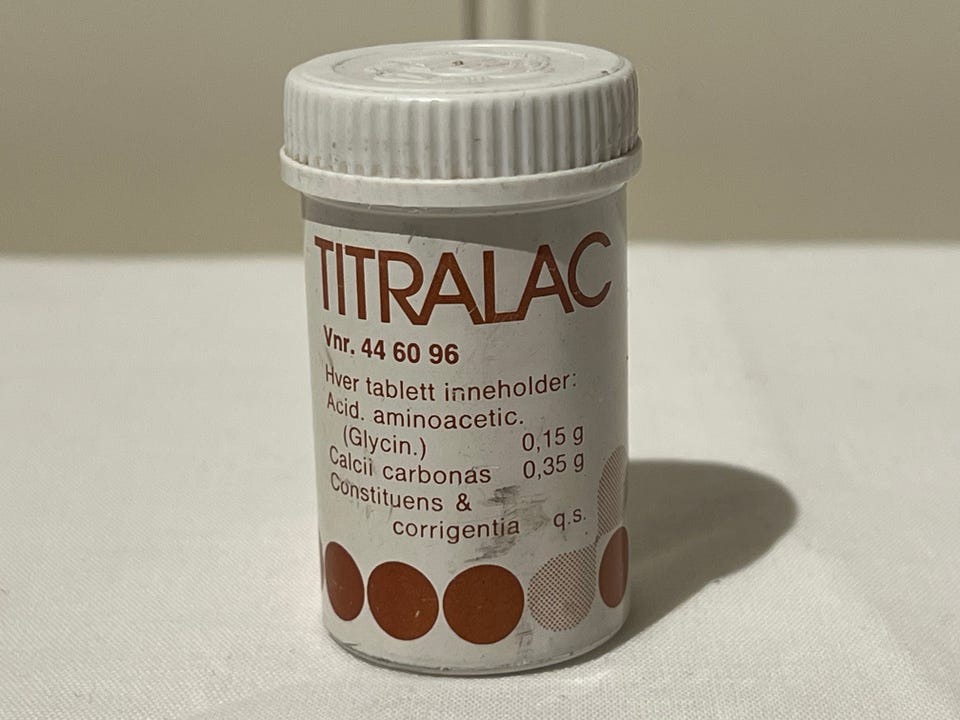 TITRALAC
Vnr. 44 60 96
Hver tablett inneholder:
Acid. aminoacetic.
(Glycin.) 0,15 g
Calcii carbonas 0,35 g
Constituens &
corrigentia q.s.